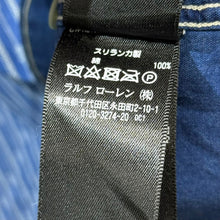 スリランカ製
綿 100%
ラルフ ローレン (株)
東京都千代田区永田町2-10-1
0120-3274-20 DC1